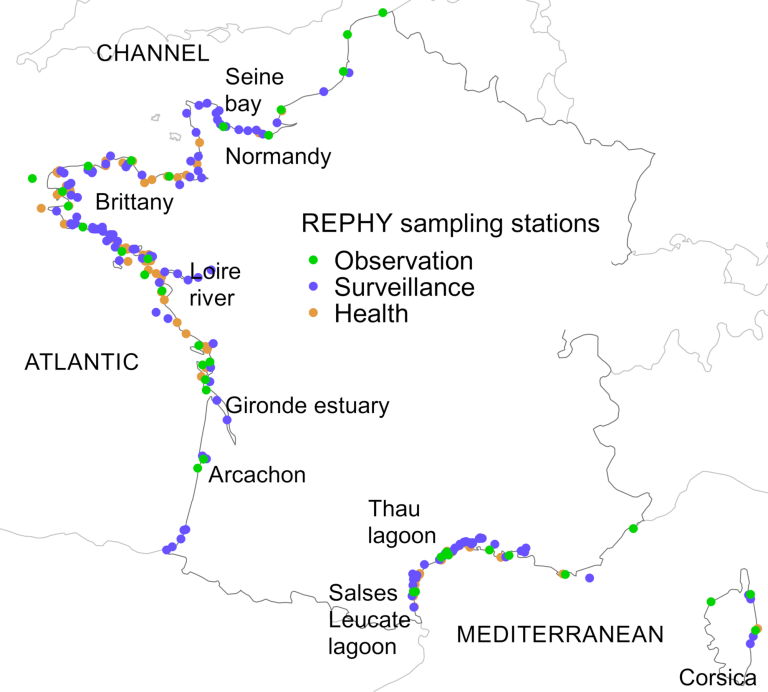 CHANNEL
Seine
bay
Normandy
Brittany
REPHY sampling stations
Observation
Surveillance
Health
Loire
river
ATLANTIC
Gironde estuary
Arcachon
Thau
lagoon
Salses
Leucate
lagoon
MEDITERRANEAN
Corsica